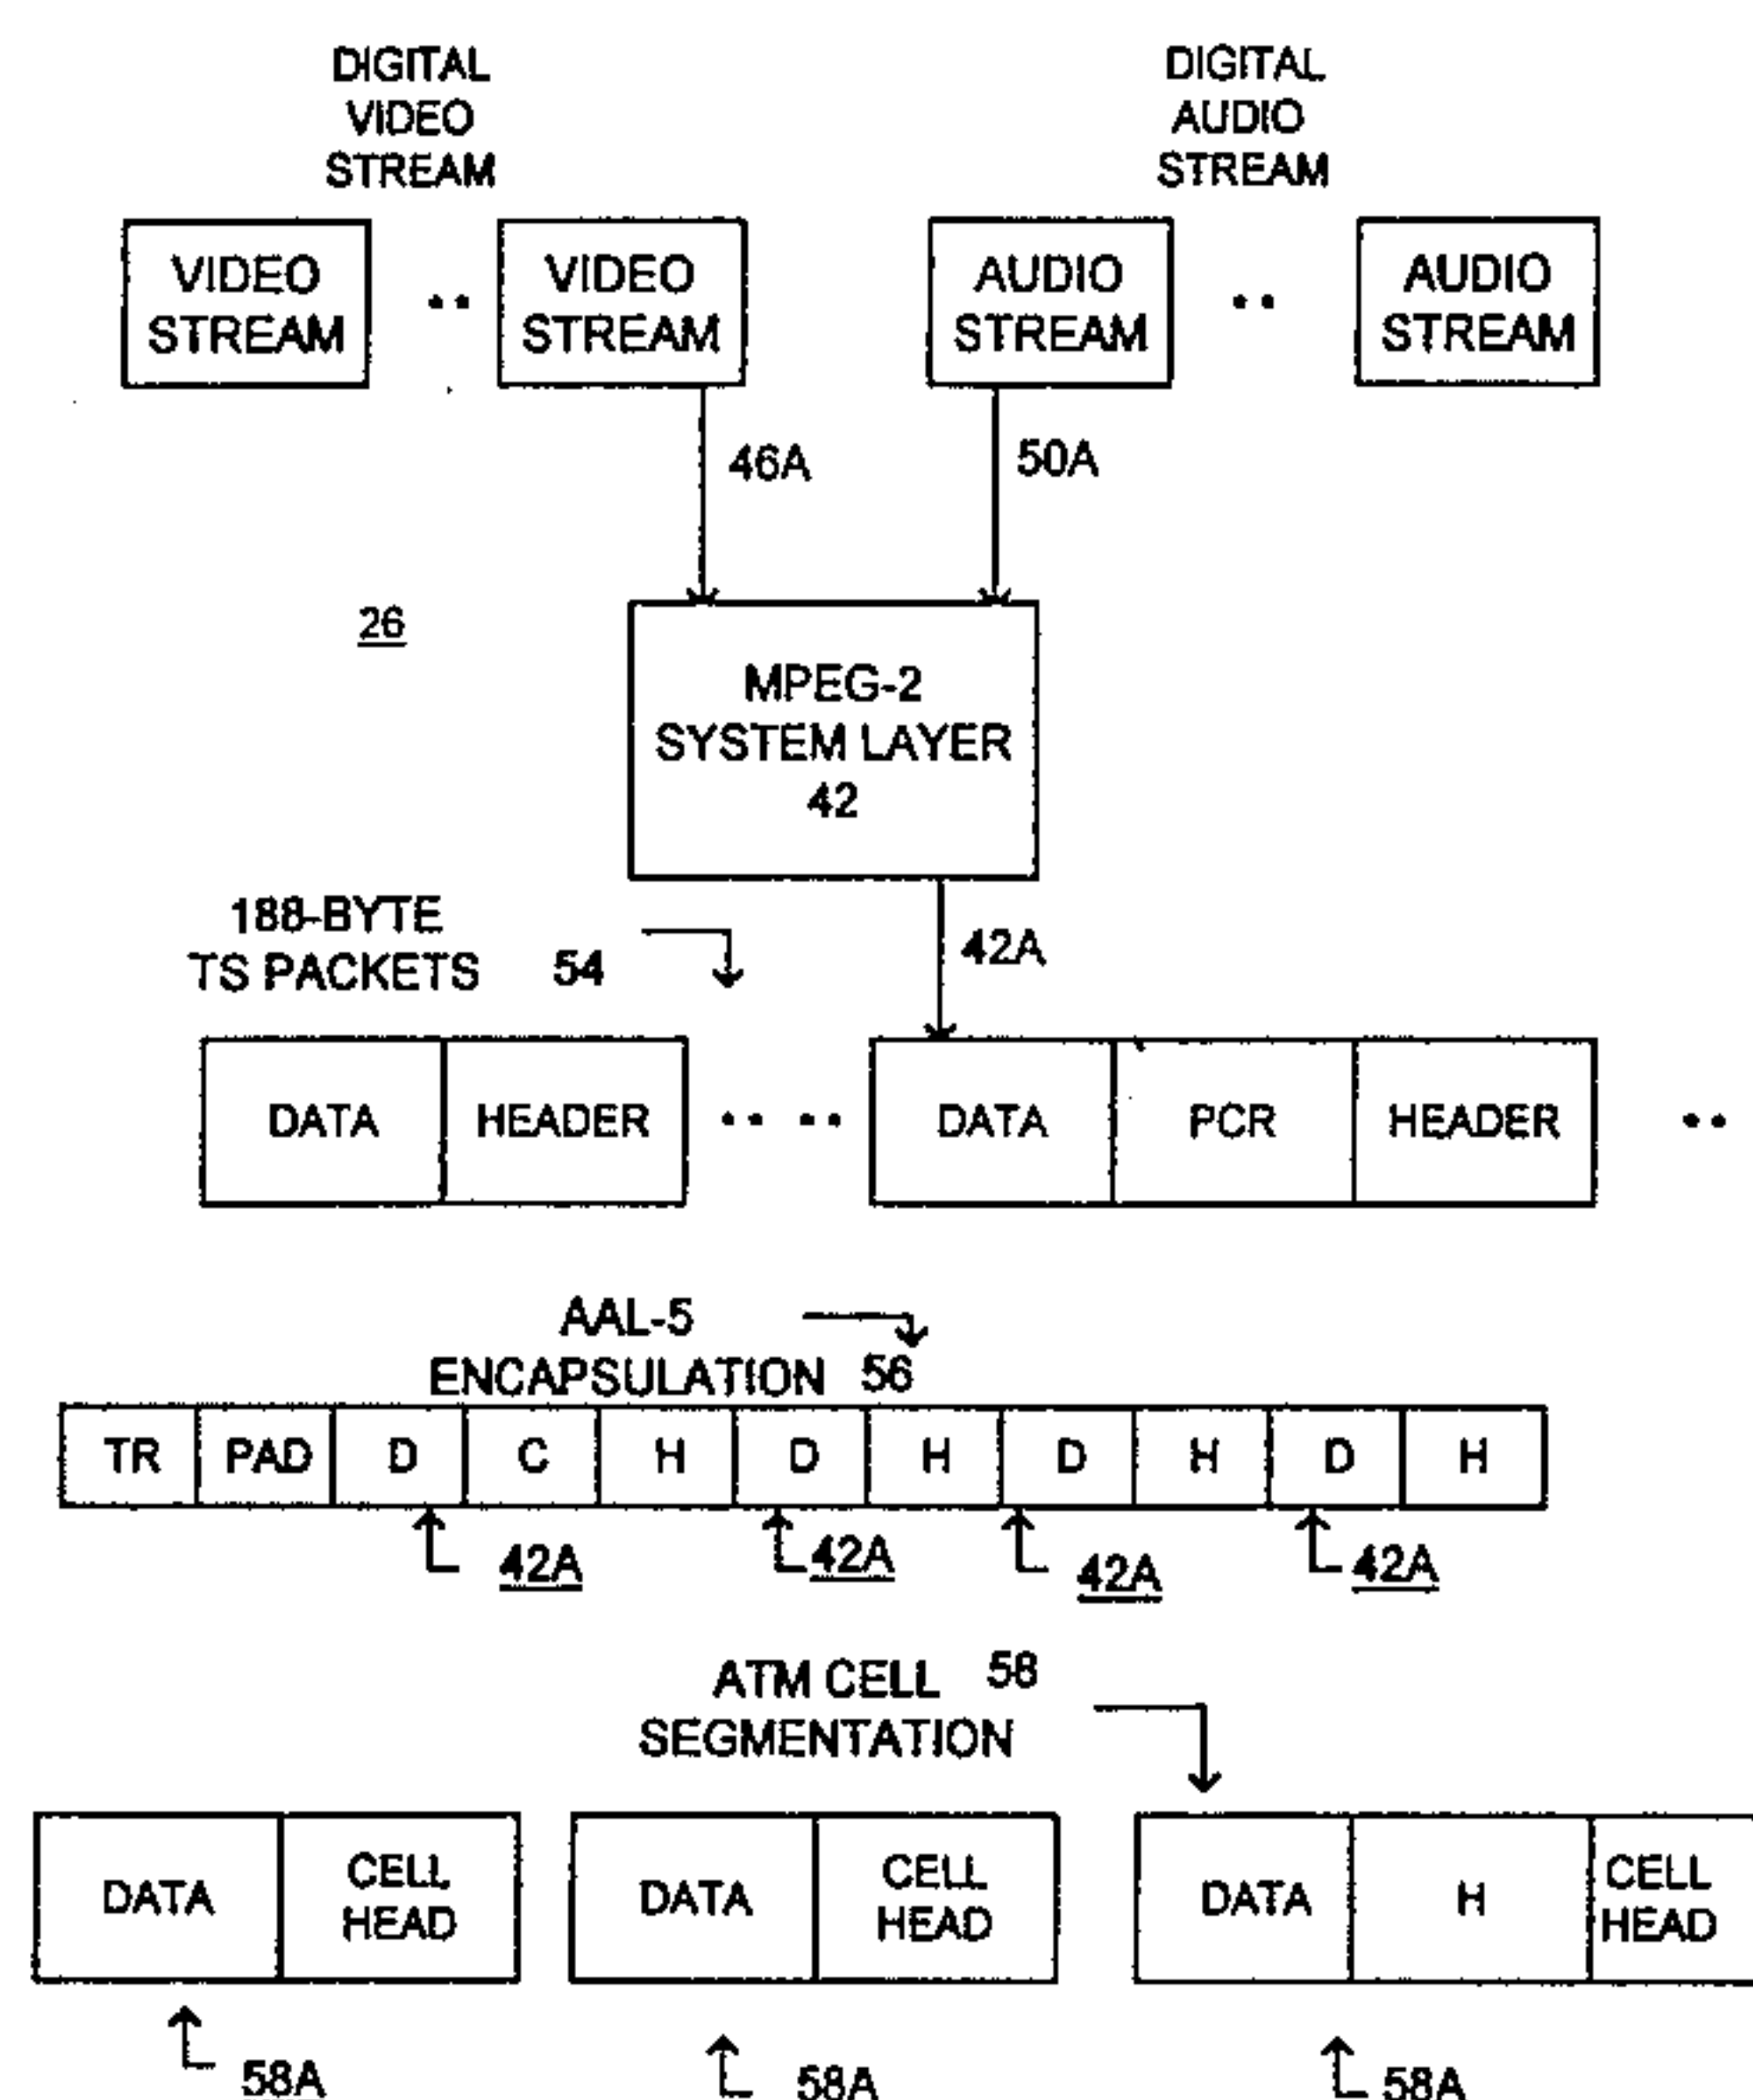 DIGITAL
VIDEO
STREAM
DIGITAL
AUDIO
STREAM
VIDEO
STREAM
VIDEO
STREAM
AUDIO
STREAM
AUDIO
STREAM
46A
50A
26
MPEG-2
SYSTEM LAYER
42
188-BYTE
TS PACKETS 54
42A
DATA HEADER DATA PCR HEADER
AAL-5
ENCAPSULATION 56
TR PAD D C H D H D H D H
42A 42A 42A 42A
ATM CELL 58
SEGMENTATION
DATA
CELL
HEAD
DATA
CELL
HEAD
DATA
H
CELL
HEAD
58A 58A 58A